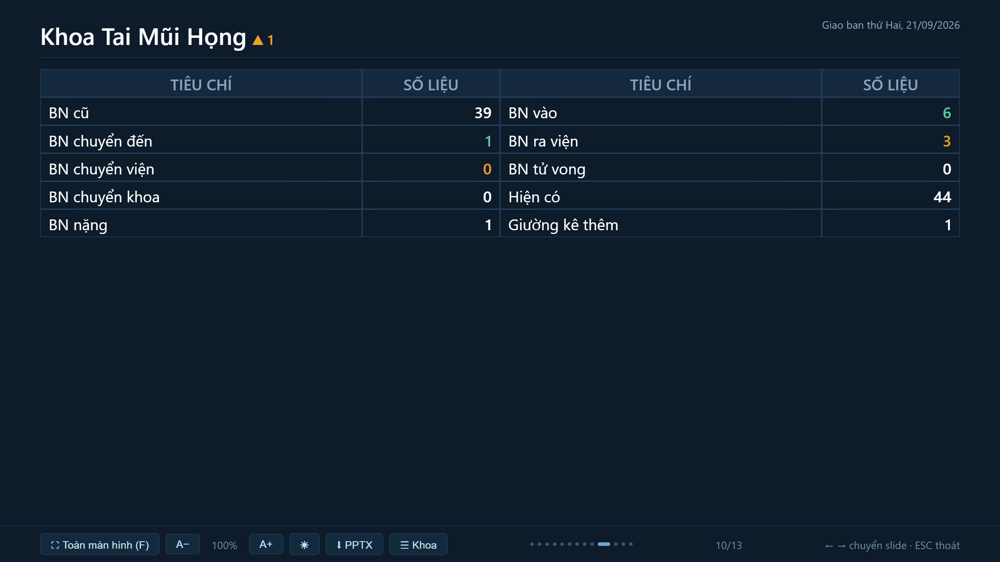 Khoa Tai Mũi Họng ▲ 1
Giao ban thứ Hai, 21/09/2026
TIÊU CHÍ SỐ LIỆU TIÊU CHÍ SỐ LIỆU
BN cũ 39 BN vào 6
BN chuyển đến 1 BN ra viện 3
BN chuyển viện 0 BN tử vong 0
BN chuyển khoa 0 Hiện có 44
BN nặng 1 Giường kê thêm 1
Toàn màn hình (F) A− 100% A+ ☀ ⭳ PPTX ☰ Khoa 10/13 ← → chuyển slide · ESC thoát